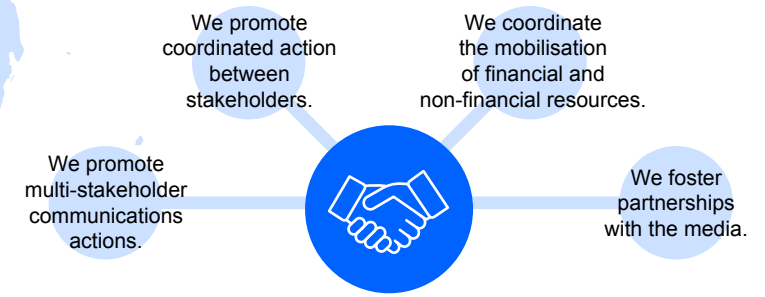 We promote
coordinated action
between
stakeholders.
We coordinate
the mobilisation
of financial and
non-financial resources.
We promote
multi-stakeholder
communications
actions.
We foster
partnerships
with the media.